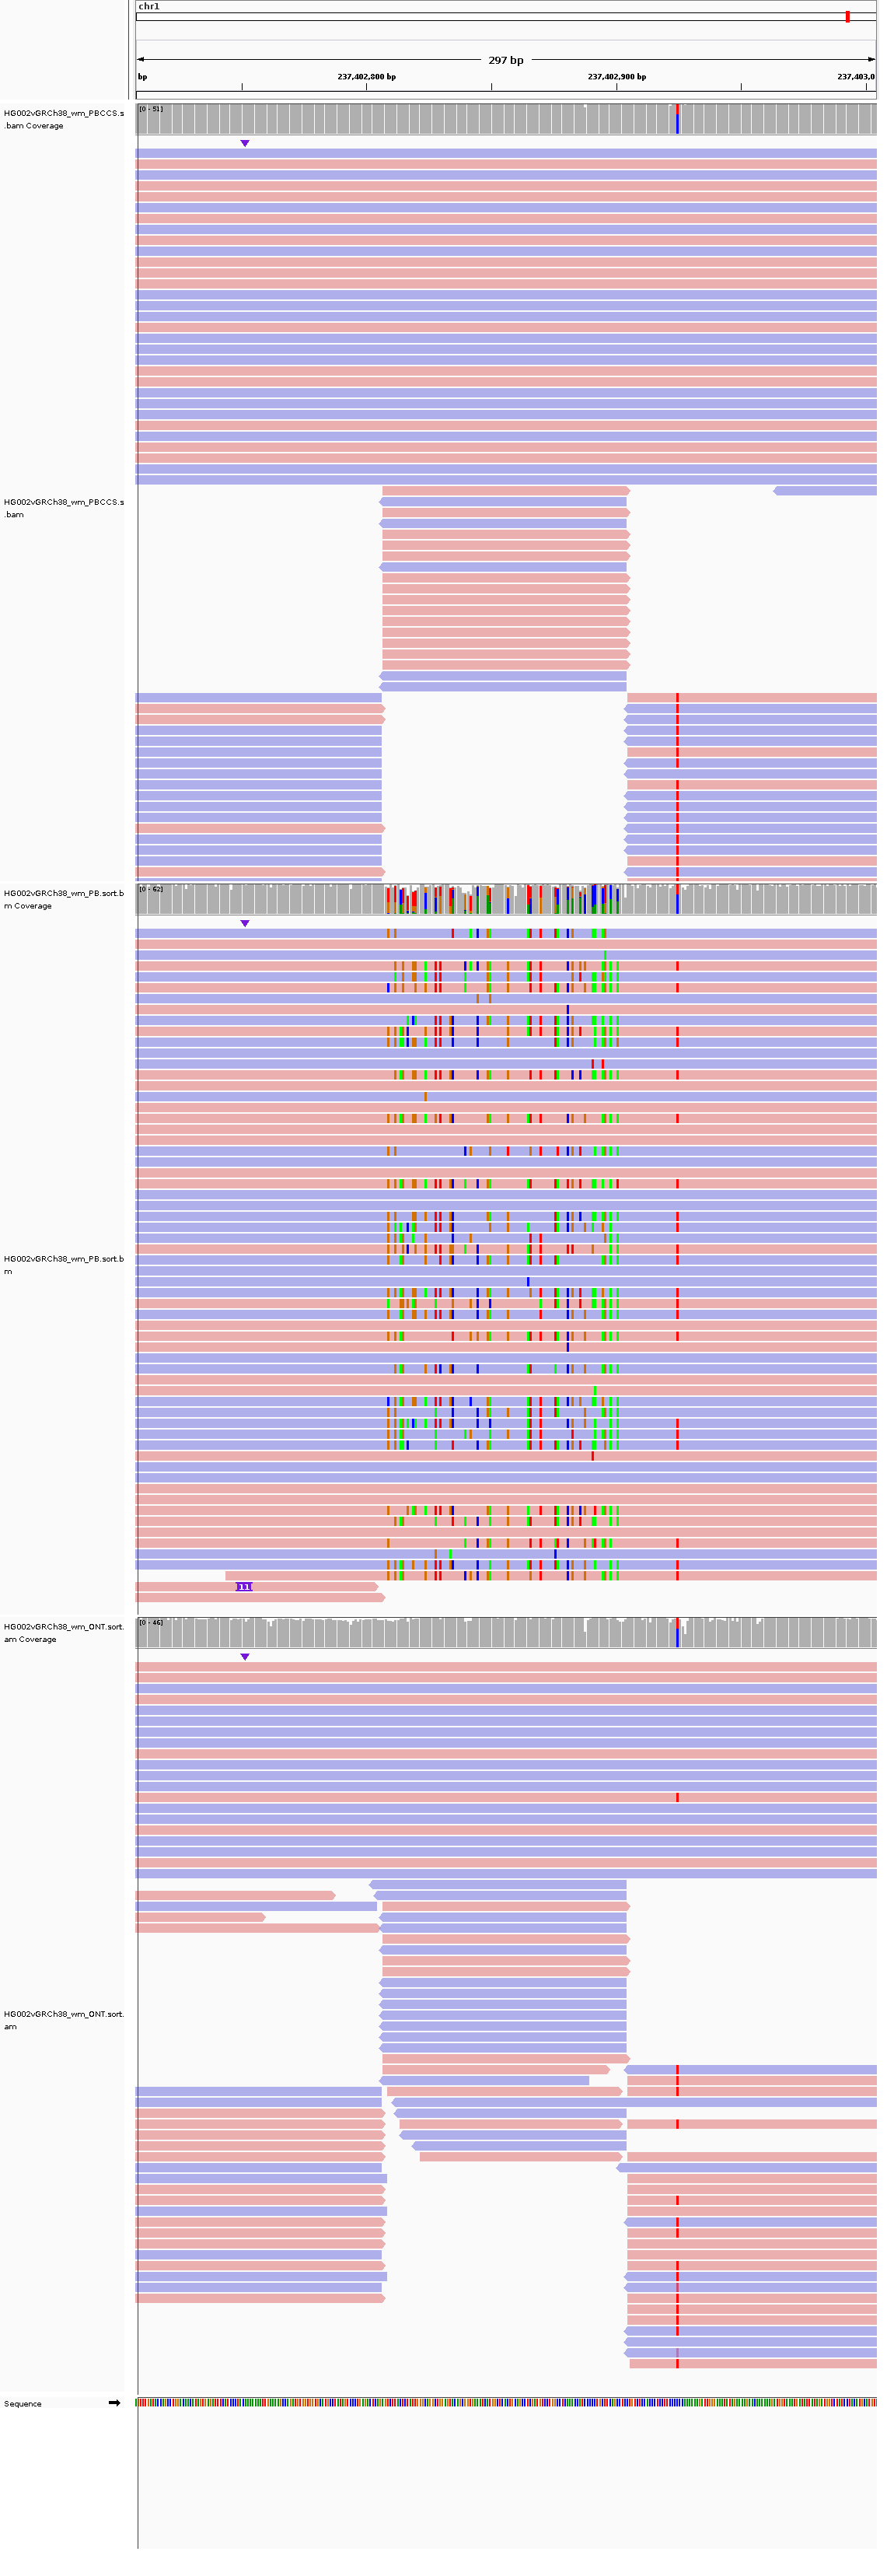 chr1
297 bp
bp 237,402,800 bp 237,402,900 bp 237,403,0
HG002vGRCh38_wm_PBCCS.s
.bam Coverage
[0 - 51]
HG002vGRCh38_wm_PBCCS.s
.bam
HG002vGRCh38_wm_PB.sort.b
m Coverage
[0 - 62]
HG002vGRCh38_wm_PB.sort.b
m
11
HG002vGRCh38_wm_ONT.sort.
am Coverage
[0 - 46]
HG002vGRCh38_wm_ONT.sort.
am
Sequence